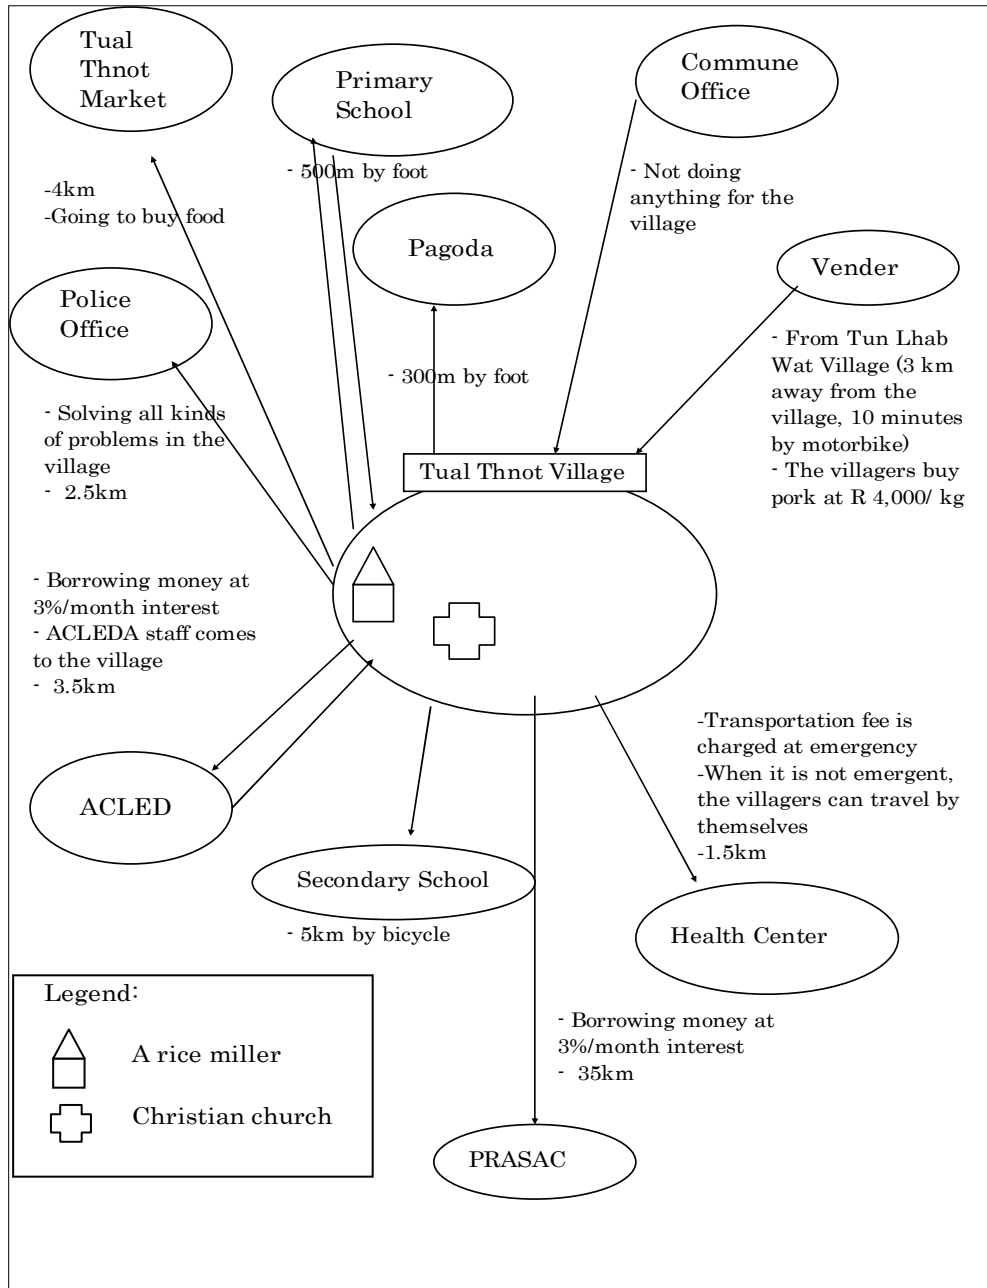 Tual
Thnot
Market
Primary
School
Commune
Office
-4km
-Going to buy food
- 500m by foot
- Not doing
anything for the
village
Pagoda
Vender
Police
Office
- 300m by foot
- From Tun Lhab
Wat Village (3 km
away from the
village, 10 minutes
by motorbike)
- The villagers buy
pork at R 4,000/ kg
- Solving all kinds
of problems in the
village
- 2.5km
Tual Thnot Village
- Borrowing money at
3%/month interest
- ACLEDA staff comes
to the village
- 3.5km
-Transportation fee is
charged at emergency
-When it is not emergent,
the villagers can travel by
themselves
-1.5km
ACLED
Secondary School
- 5km by bicycle
Health Center
Legend:
A rice miller
Christian church
- Borrowing money at
3%/month interest
- 35km
PRASAC